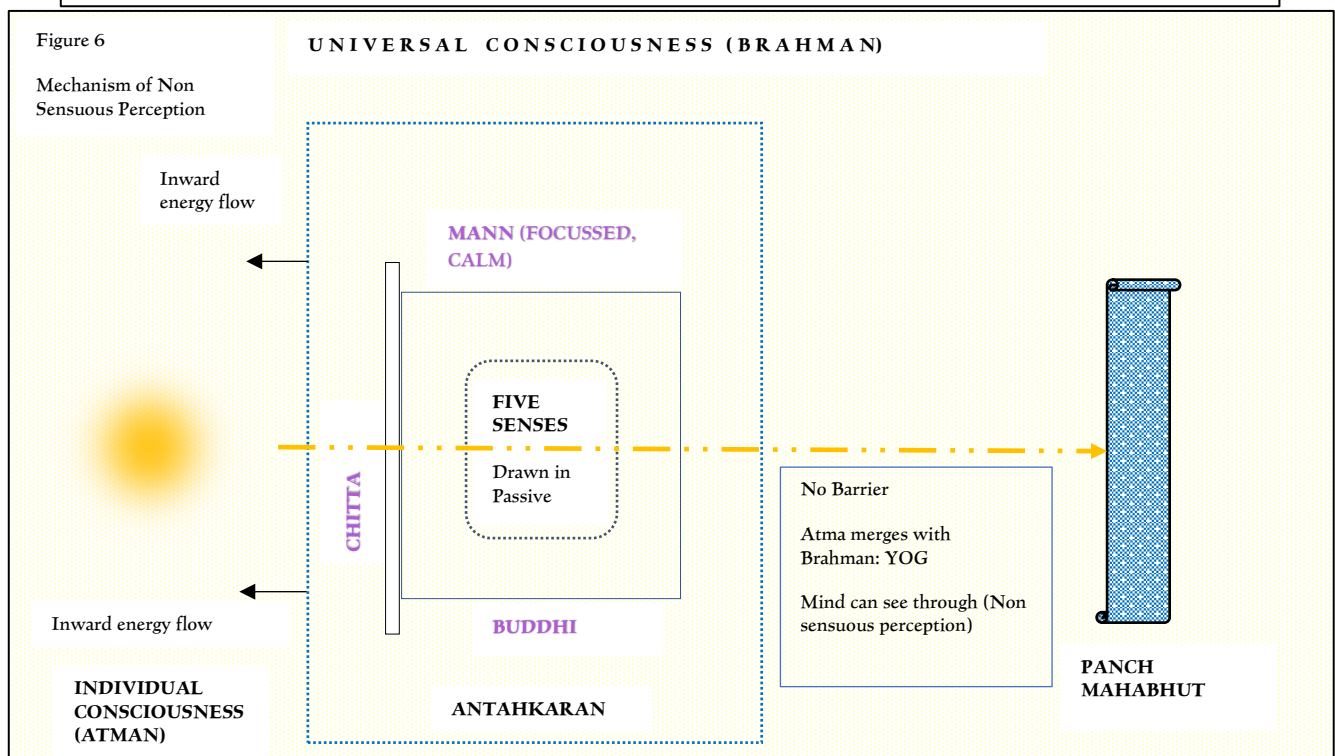 Figure 6
Mechanism of Non
Sensuous Perception
UNIVERSAL CONSCIOUSNESS (BRAHMAN)
Inward
energy flow
MANN (FOCUSSED,
CALM)
FIVE
SENSES
Drawn in
Passive
CHITTA
No Barrier
Atma merges with
Brahman: YOG
Mind can see through (Non
sensuous perception)
Inward energy flow
BUDDHI
INDIVIDUAL
CONSCIOUSNESS
(ATMAN)
ANTAHKARAN
PANCH
MAHABHUT